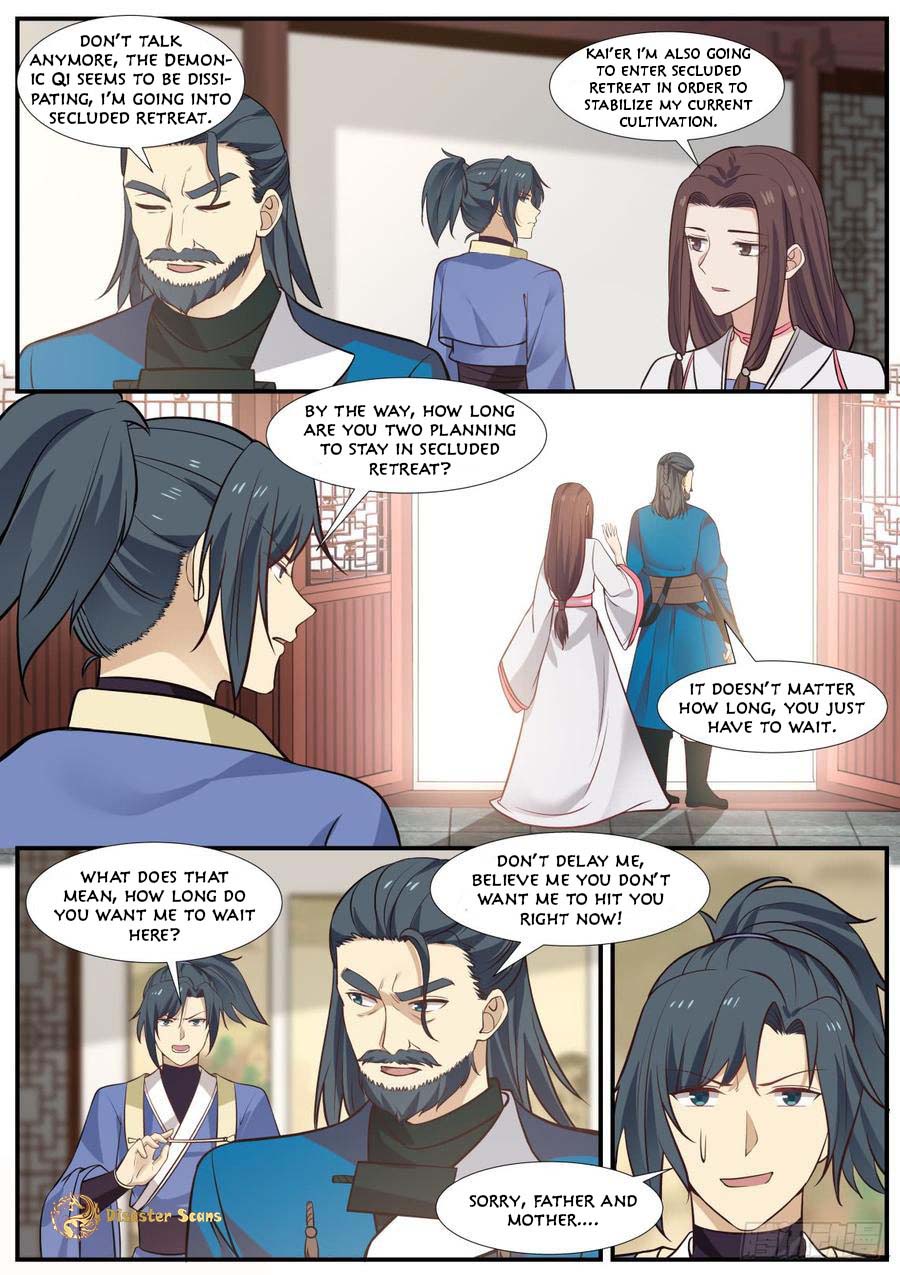 DON'T TALK
ANYMORE, THE DEMON-
IC QI SEEMS TO BE DISSI-
PATING, I'M GOING INTO
SECLUDED RETREAT.
KAI'ER I'M ALSO GOING
TO ENTER SECLUDED
RETREAT IN ORDER TO
STABILIZE MY CURRENT
CULTIVATION.
BY THE WAY, HOW LONG
ARE YOU TWO PLANNING
TO STAY IN SECLUDED
RETREAT?
IT DOESN'T MATTER
HOW LONG, YOU JUST
HAVE TO WAIT.
WHAT DOES THAT
MEAN, HOW LONG DO
YOU WANT ME TO WAIT
HERE?
DON'T DELAY ME,
BELIEVE ME YOU DON'T
WANT ME TO HIT YOU
RIGHT NOW!
SORRY, FATHER AND
MOTHER....
Disaster Scans